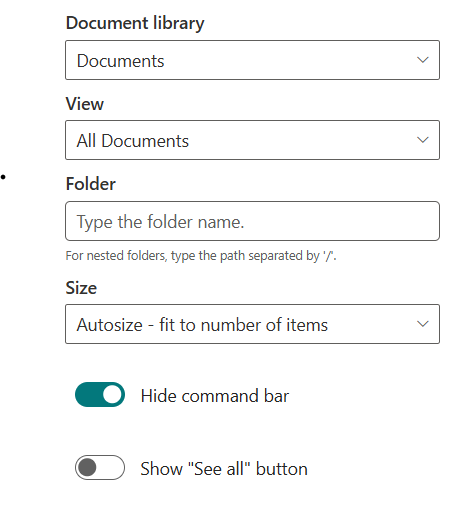 Document library
Documents
View
All Documents
Folder
Type the folder name.
For nested folders, type the path separated by '/'.
Size
Autosize - fit to number of items
Hide command bar
Show "See all" button